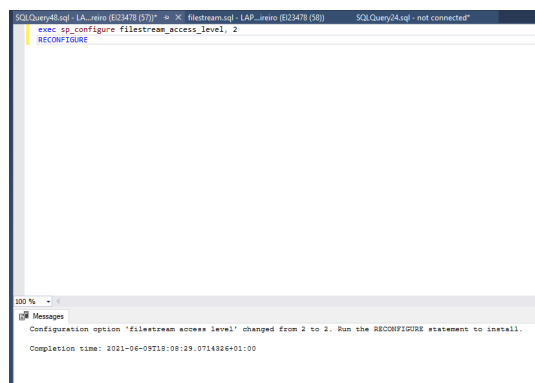 SQLQuery48.sql - LA...reiro (EI23478 (57))* filestream.sql - LAP...ireiro (EI23478 (58)) SQLQuery24.sql - not connected*
exec sp_configure filestream_access_level, 2
RECONFIGURE
100 %
Messages
Configuration option 'filestream access level' changed from 2 to 2. Run the RECONFIGURE statement to install.
Completion time: 2021-06-09T18:08:29.0714326+01:00